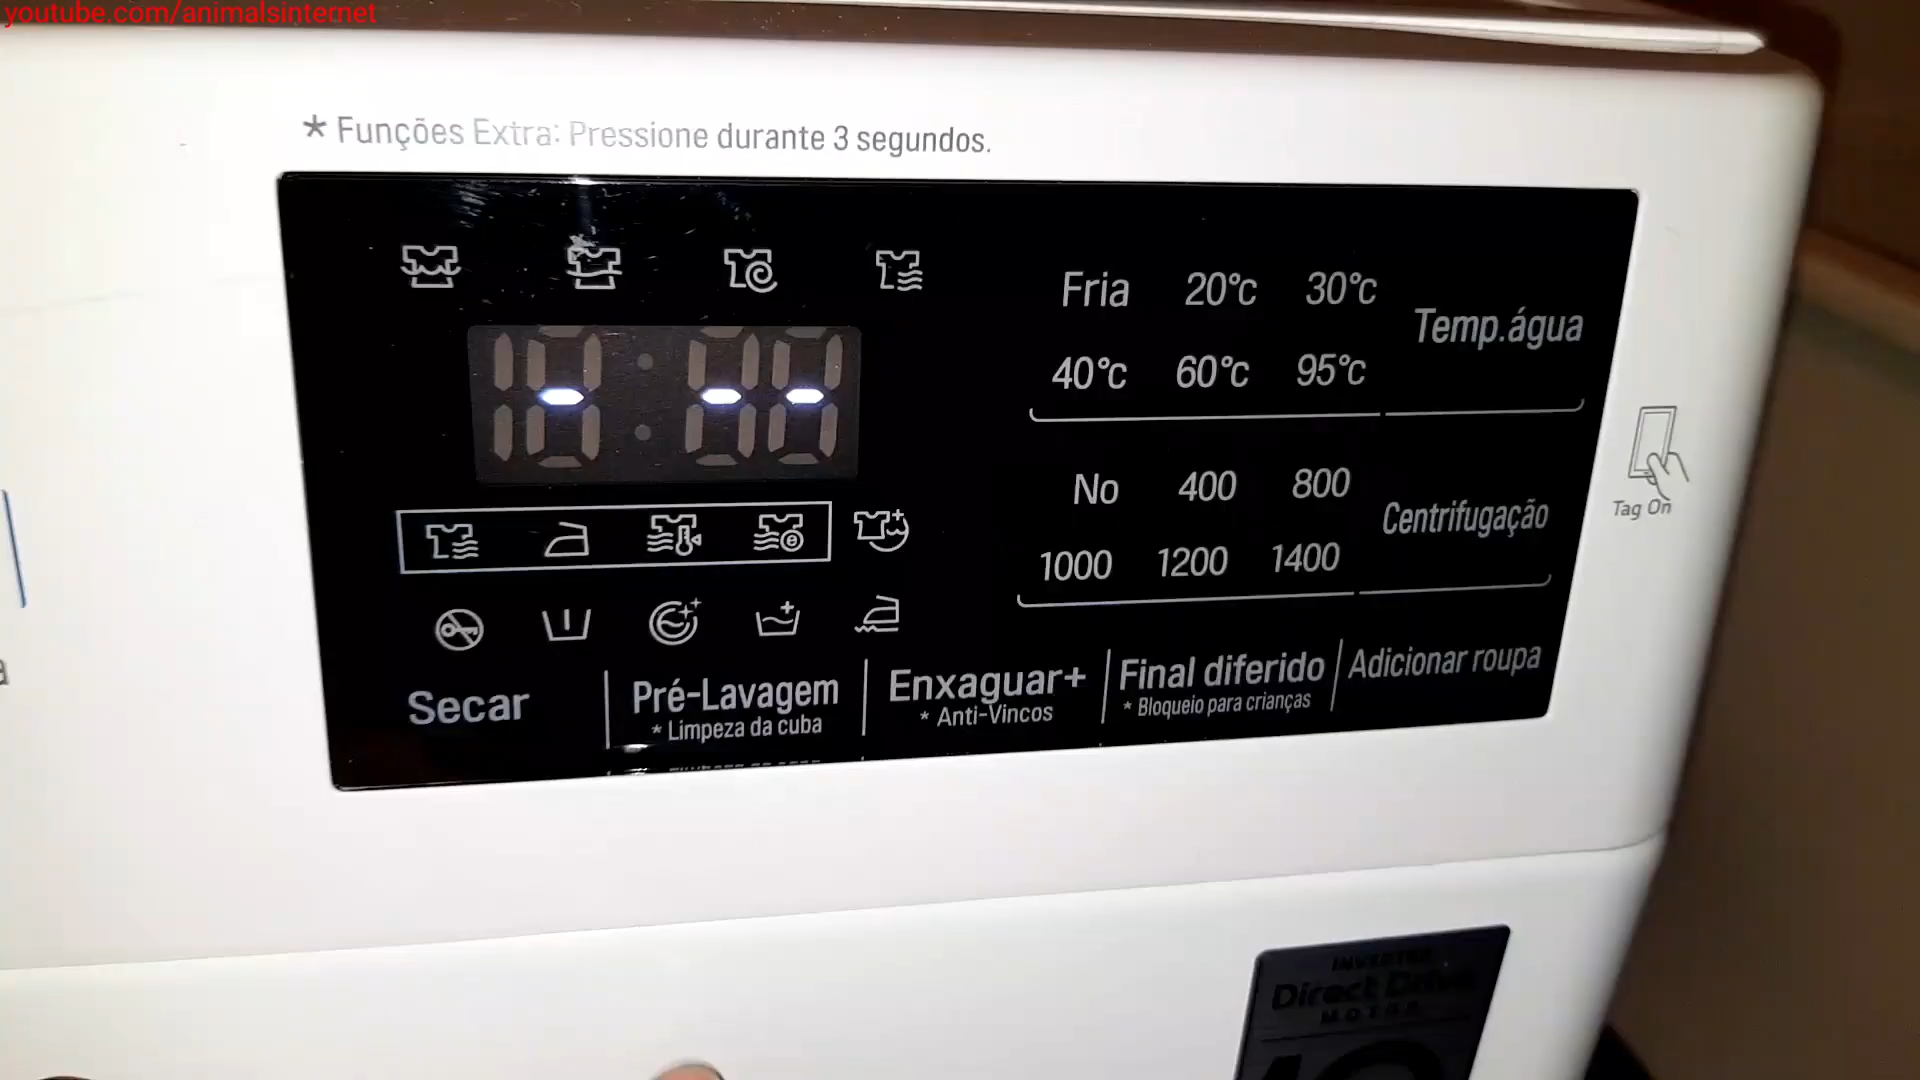 youtube.com/animalsinternet
* Funções Extra: Pressione durante 3 segundos.
Fria 20°c 30°c
Temp.água
40°c 60°c 95°c
No 400 800
Centrifugação
1000 1200 1400
Tag On
Secar
Pré-Lavagem
* Limpeza da cuba
Enxaguar+
* Anti-Vincos
Final diferido
* Bloqueio para crianças
Adicionar roupa
INVERTER
Direct Drive
MOTOR